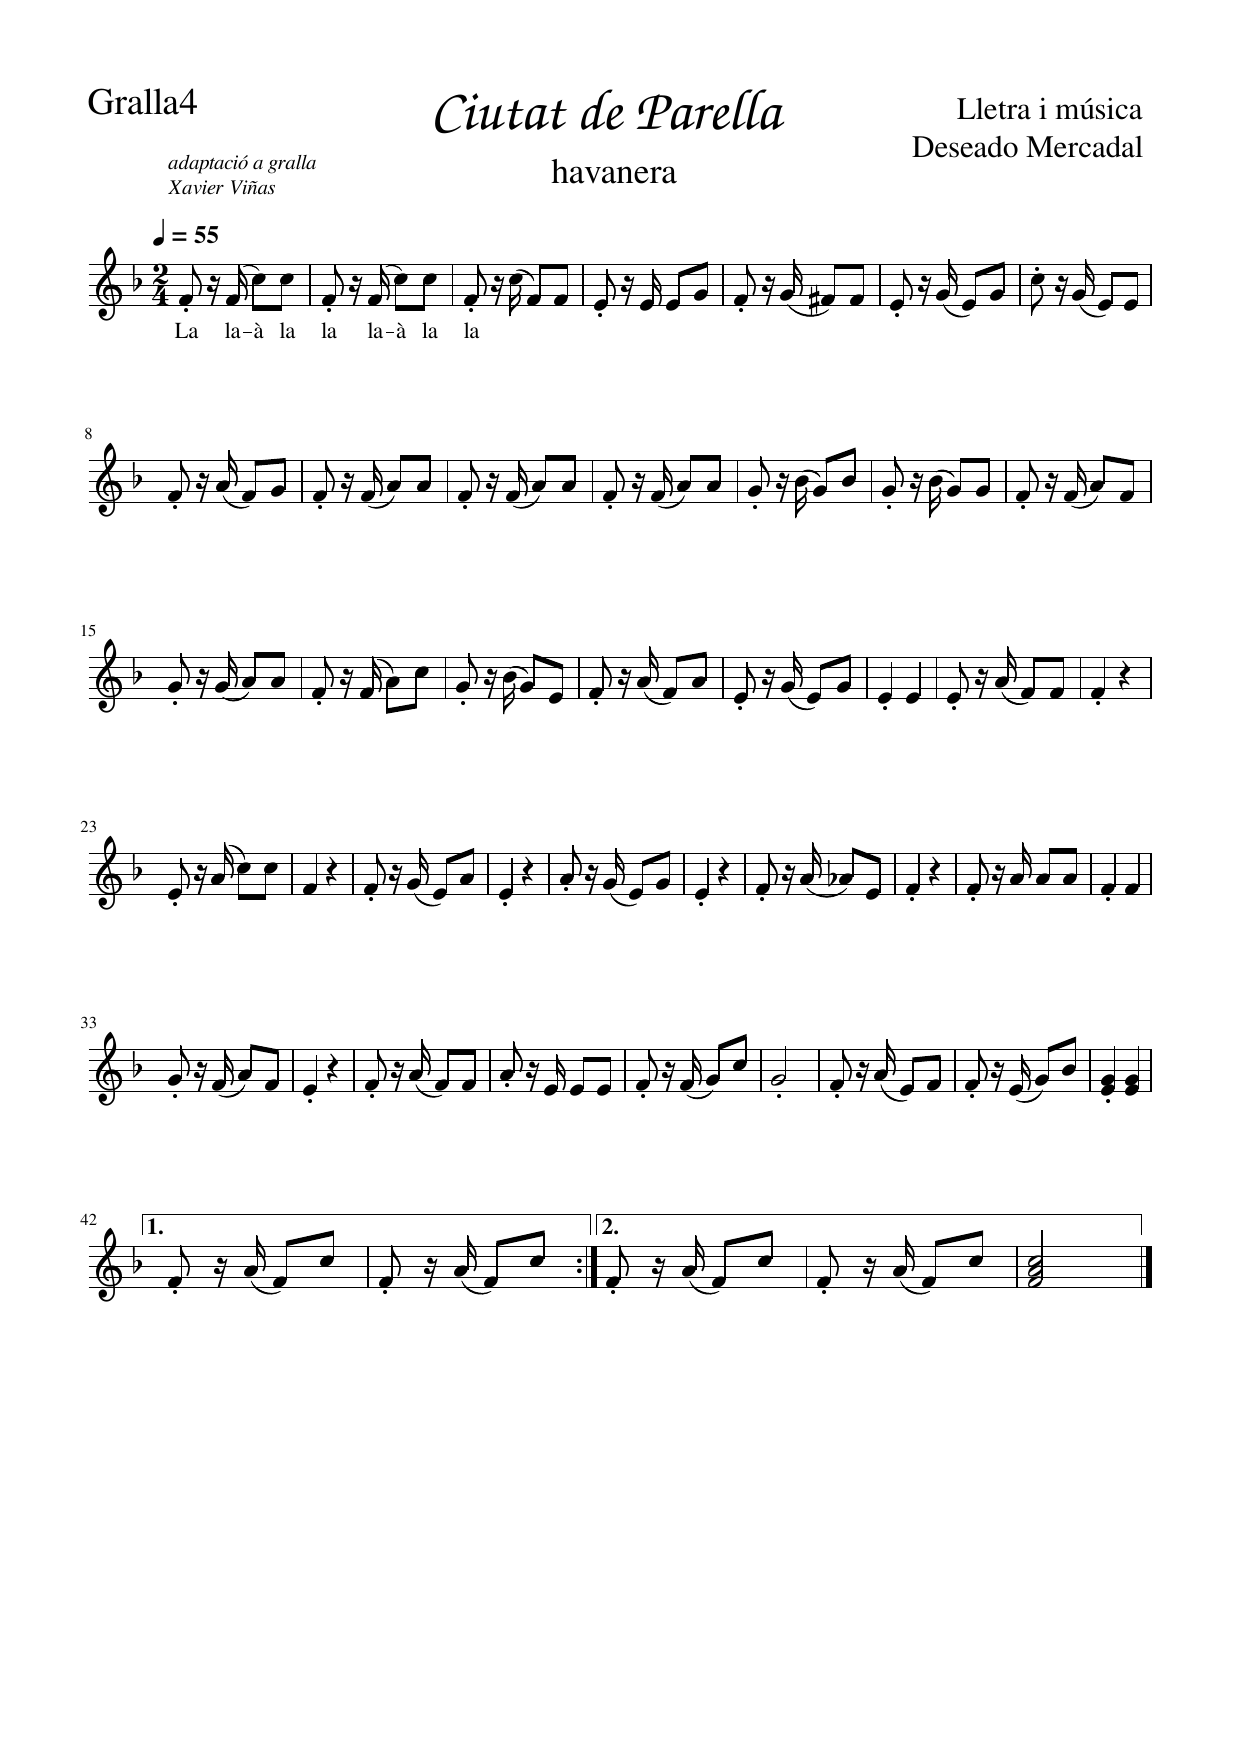 Gralla4
Ciutat de Parella
Lletra i música
Deseado Mercadal
adaptació a gralla
Xavier Viñas
havanera
= 55
2
4
La la–à la la la–à la la
8
15
23
33
42
1.
2.